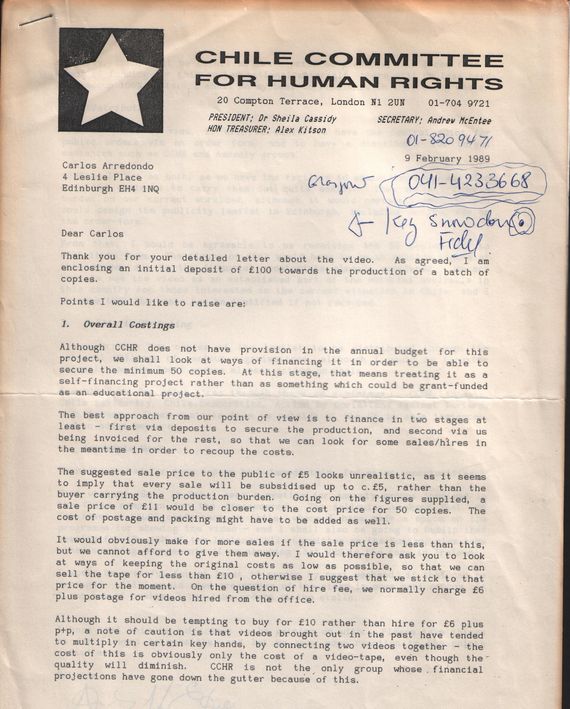 CHILE COMMITTEE
FOR HUMAN RIGHTS
20 Compton Terrace, London N1 2UN 01-704 9721
PRESIDENT: Dr Sheila Cassidy SECRETARY: Andrew McEntee
HON TREASURER: Alex Kitson
01-820 9471
9 February 1989
Carlos Arredondo
4 Leslie Place
Edinburgh EH4 1NQ
Glasgow 041-4233668
Key Snowdon
Dear Carlos
Thank you for your detailed letter about the video. As agreed, I am
enclosing an initial deposit of £100 towards the production of a batch of
copies.
Points I would like to raise are:
1. Overall Costings
Although CCHR does not have provision in the annual budget for this
project, we shall look at ways of financing it in order to be able to
secure the minimum 50 copies. At this stage, that means treating it as a
self-financing project rather than as something which could be grant-funded
as an educational project.
The best approach from our point of view is to finance in two stages at
least - first via deposits to secure the production, and second via us
being invoiced for the rest, so that we can look for some sales/hires in
the meantime in order to recoup the costs.
The suggested sale price to the public of £5 looks unrealistic, as it seems
to imply that every sale will be subsidised up to c.£5, rather than the
buyer carrying the production burden. Going on the figures supplied, a
sale price of £11 would be closer to the cost price for 50 copies. The
cost of postage and packing might have to be added as well.
It would obviously make for more sales if the sale price is less than this,
but we cannot afford to give them away. I would therefore ask you to look
at ways of keeping the original costs as low as possible, so that we can
sell the tape for less than £10 , otherwise I suggest that we stick to that
price for the moment. On the question of hire fee, we normally charge £6
plus postage for videos hired from the office.
Although it should be tempting to buy for £10 rather than hire for £6 plus
p+p, a note of caution is that videos brought out in the past have tended
to multiply in certain key hands, by connecting two videos together - the
cost of this is obviously only the cost of a video-tape, even though the
quality will diminish. CCHR is not the only group whose financial
projections have gone down the gutter because of this.